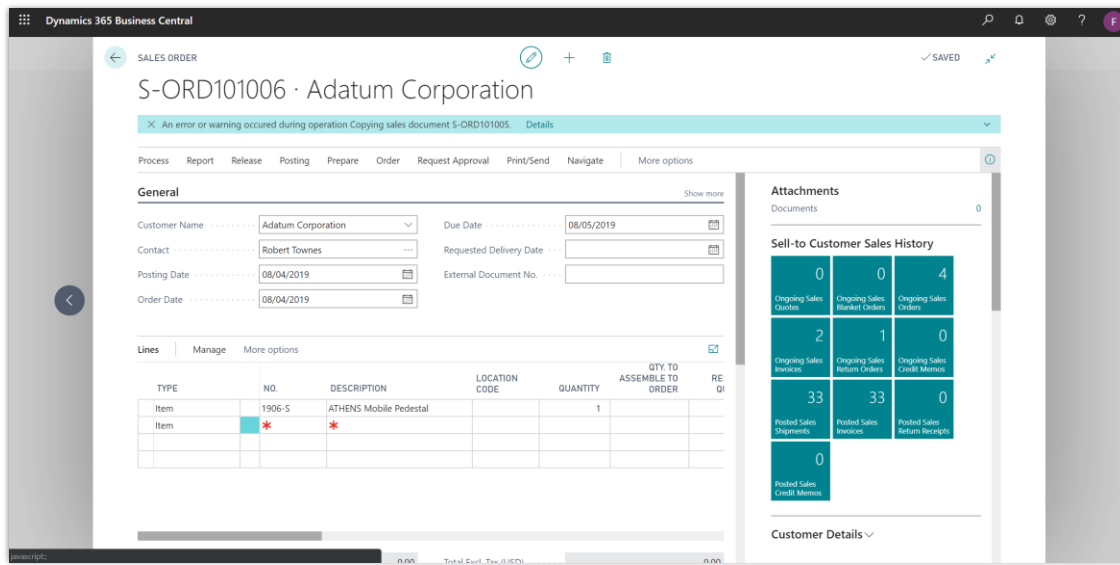 Dynamics 365 Business Central
F
SALES ORDER
SAVED
S-ORD101006 · Adatum Corporation
An error or warning occured during operation Copying sales document S-ORD101005. Details
Process Report Release Posting Prepare Order Request Approval Print/Send Navigate More options
General Show more
Customer Name Adatum Corporation Due Date 08/05/2019
Contact Robert Townes Requested Delivery Date
Posting Date 08/04/2019 External Document No.
Order Date 08/04/2019
Lines Manage More options
TYPE NO. DESCRIPTION LOCATION CODE QUANTITY QTY. TO ASSEMBLE TO ORDER
Item 1906-S ATHENS Mobile Pedestal 1
Item * *
0.00 Total Excl. Tax (USD) 0.00
javascript:;
Attachments
Documents 0
Sell-to Customer Sales History
0 0 4
Ongoing Sales Quotes Ongoing Sales Blanket Orders Ongoing Sales Orders
2 1 0
Ongoing Sales Invoices Ongoing Sales Return Orders Ongoing Sales Credit Memos
33 33 0
Posted Sales Shipments Posted Sales Invoices Posted Sales Return Receipts
0
Posted Sales Credit Memos
Customer Details